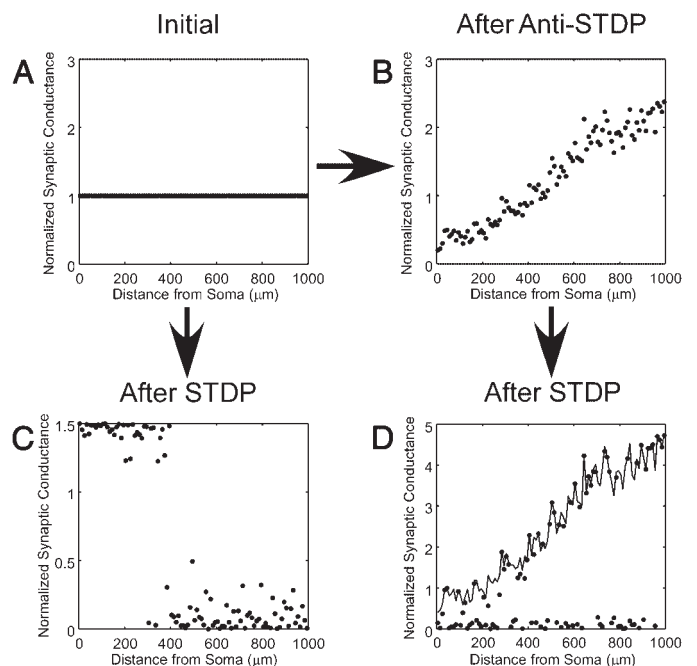 Initial
After Anti-STDP
A
Normalized Synaptic Conductance
3
2
1
0
0 200 400 600 800 1000
Distance from Soma (μm)
B
Normalized Synaptic Conductance
3
2
1
0
0 200 400 600 800 1000
Distance from Soma (μm)
After STDP
After STDP
C
Normalized Synaptic Conductance
1.5
1
0.5
0
0 200 400 600 800 1000
Distance from Soma (μm)
D
Normalized Synaptic Conductance
5
4
3
2
1
0
0 200 400 600 800 1000
Distance from Soma (μm)